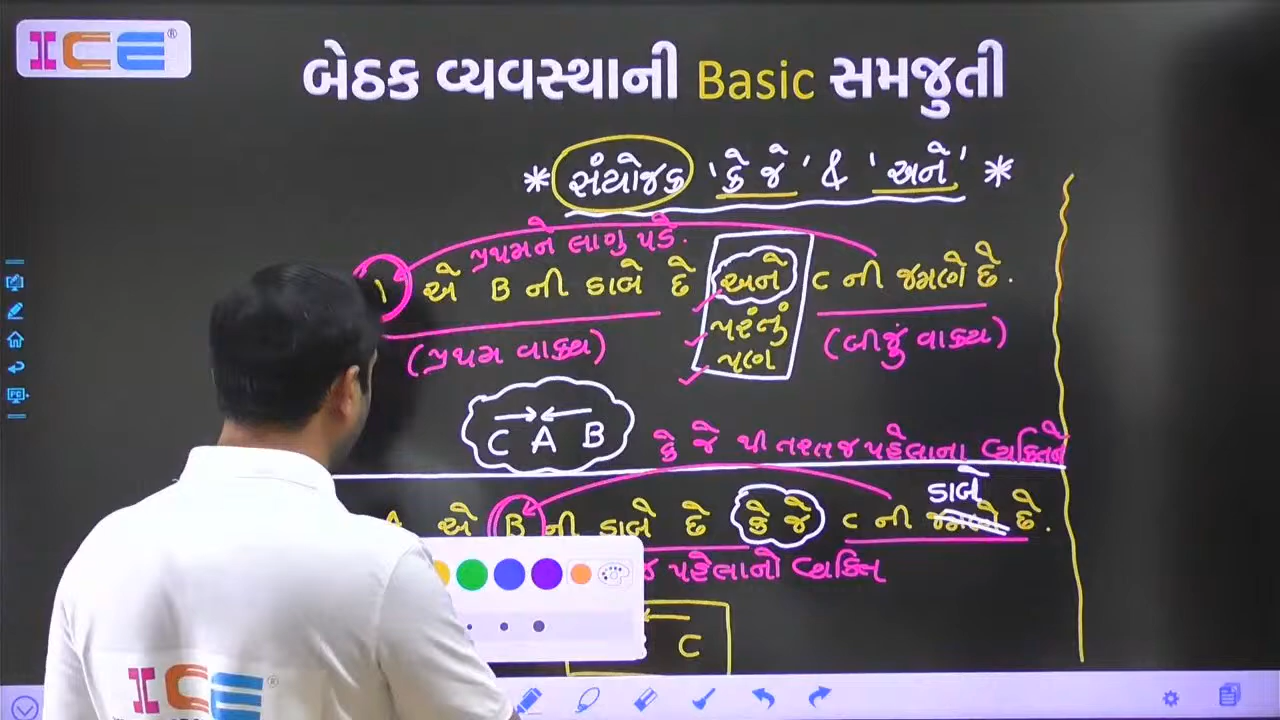 ICE®
બેઠક વ્યવસ્થાની Basic સમજુતી
* સંયોજક 'કે જે' & 'અને' *
પ્રથમને લાગુ પડે.
એ B ની ડાબે છે અને C ની જમણે છે.
પરંતુ
પણ
(પ્રથમ વાક્ય) (બીજું વાક્ય)
C A B
કે જે થી તરતજ પહેલાના વ્યક્તિને
ડાબે
A એ B ની ડાબે છે કે જે C ની જમણે છે.
જ પહેલાનો વ્યક્તિ
C
ICE®